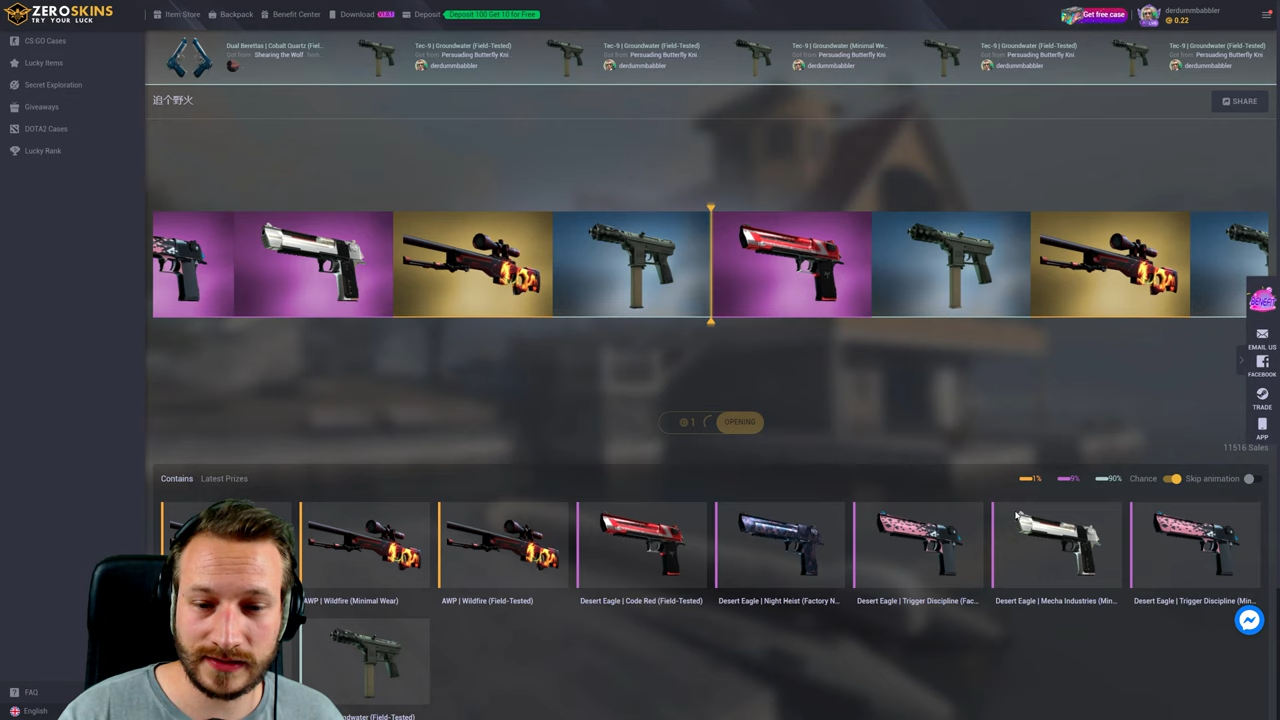 ZEROSKINS
TRY YOUR LUCK
Item Store
Backpack
Benefit Center
Download
Deposit
Deposit 100 Get 10 for Free
Get free case
derdummbabbler
0.22
CS:GO Cases
Lucky Items
Secret Exploration
Giveaways
DOTA2 Cases
Lucky Rank
Dual Berettas | Cobalt Quartz (Fiel...
Got from: Shearing the Wolf
Tec-9 | Groundwater (Field-Tested)
Got from: Persuading Butterfly Kni
derdummbabbler
Tec-9 | Groundwater (Field-Tested)
Got from: Persuading Butterfly Kni
derdummbabbler
Tec-9 | Groundwater (Minimal We...
Got from: Persuading Butterfly Kni
derdummbabbler
Tec-9 | Groundwater (Field-Tested)
Got from: Persuading Butterfly Kni
derdummbabbler
Tec-9 | Groundwater (Field-Tested)
Got from: Persuading Butterfly Kni
derdummbabbler
追个野火
SHARE
1
OPENING
EMAIL US
FACEBOOK
TRADE
APP
11516 Sales
Contains
Latest Prizes
1%
9%
90%
Chance
Skip animation
AWP | Wildfire (Minimal Wear)
AWP | Wildfire (Field-Tested)
Desert Eagle | Code Red (Field-Tested)
Desert Eagle | Night Heist (Factory N...
Desert Eagle | Trigger Discipline (Fac...
Desert Eagle | Mecha Industries (Min...
Desert Eagle | Trigger Discipline (Min...
(Field-Tested)
FAQ
English